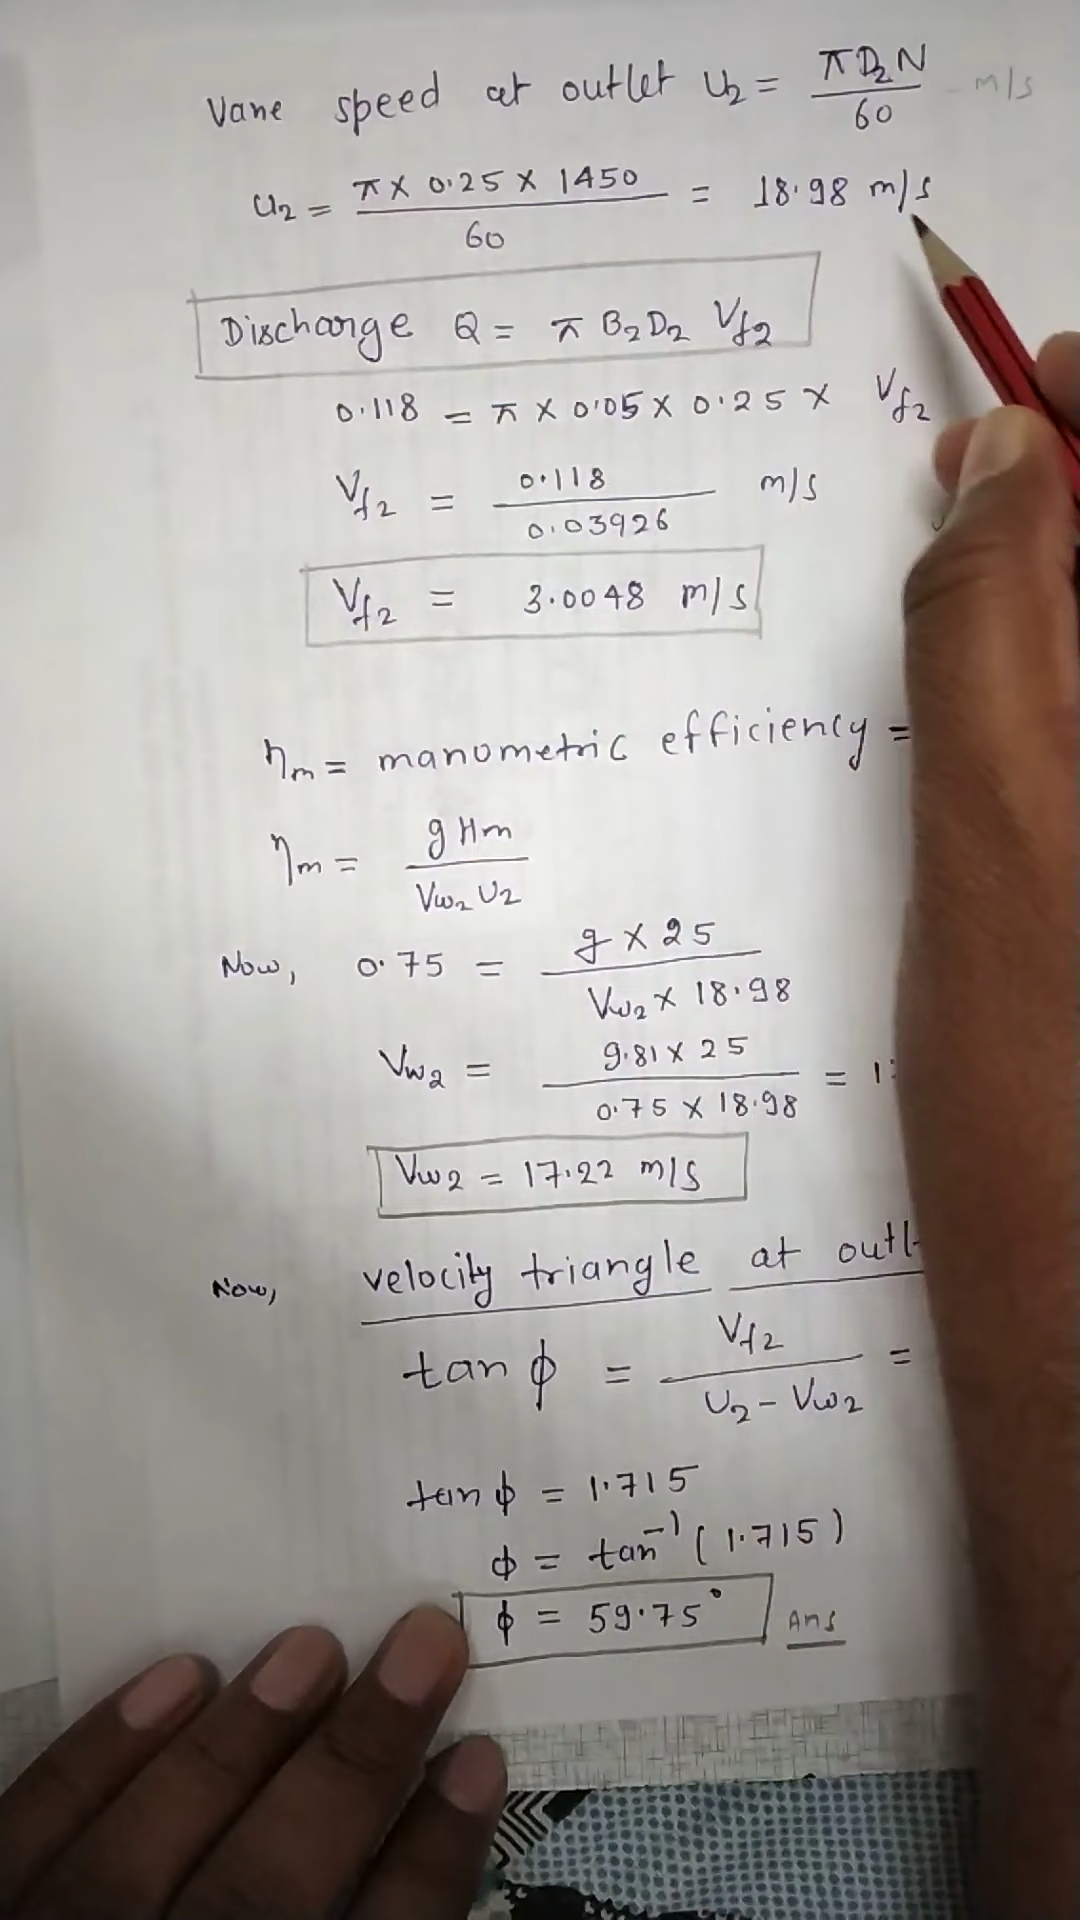 Vane speed at outlet U₂ = πD₂N / 60 m/s
U₂ = π × 0.25 × 1450 / 60 = 18.98 m/s
Discharge Q = π B₂D₂ Vf₂
0.118 = π × 0.05 × 0.25 × Vf₂
Vf₂ = 0.118 / 0.03926 m/s
Vf₂ = 3.0048 m/s
ηm = manometric efficiency =
ηm = gHm / Vw₂ U₂
Now, 0.75 = g × 25 / Vw₂ × 18.98
Vw₂ = 9.81 × 25 / 0.75 × 18.98 = 1
Vw₂ = 17.22 m/s
Now, velocity triangle at
tan ϕ = Vf₂ / U₂ - Vw₂ =
tan ϕ = 1.715
ϕ = tan⁻¹ (1.715)
ϕ = 59.75° Ans